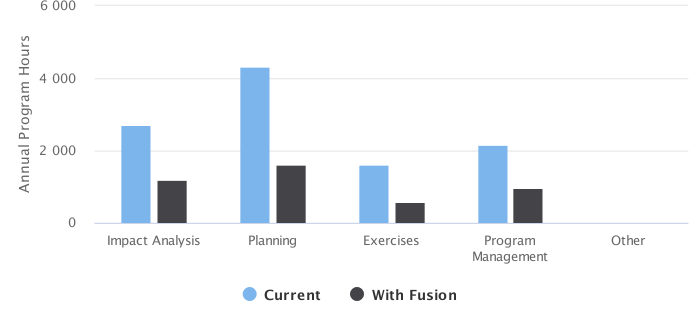 6 000
4 000
2 000
0
Annual Program Hours
Impact Analysis
Planning
Exercises
Program
Management
Other
Current
With Fusion